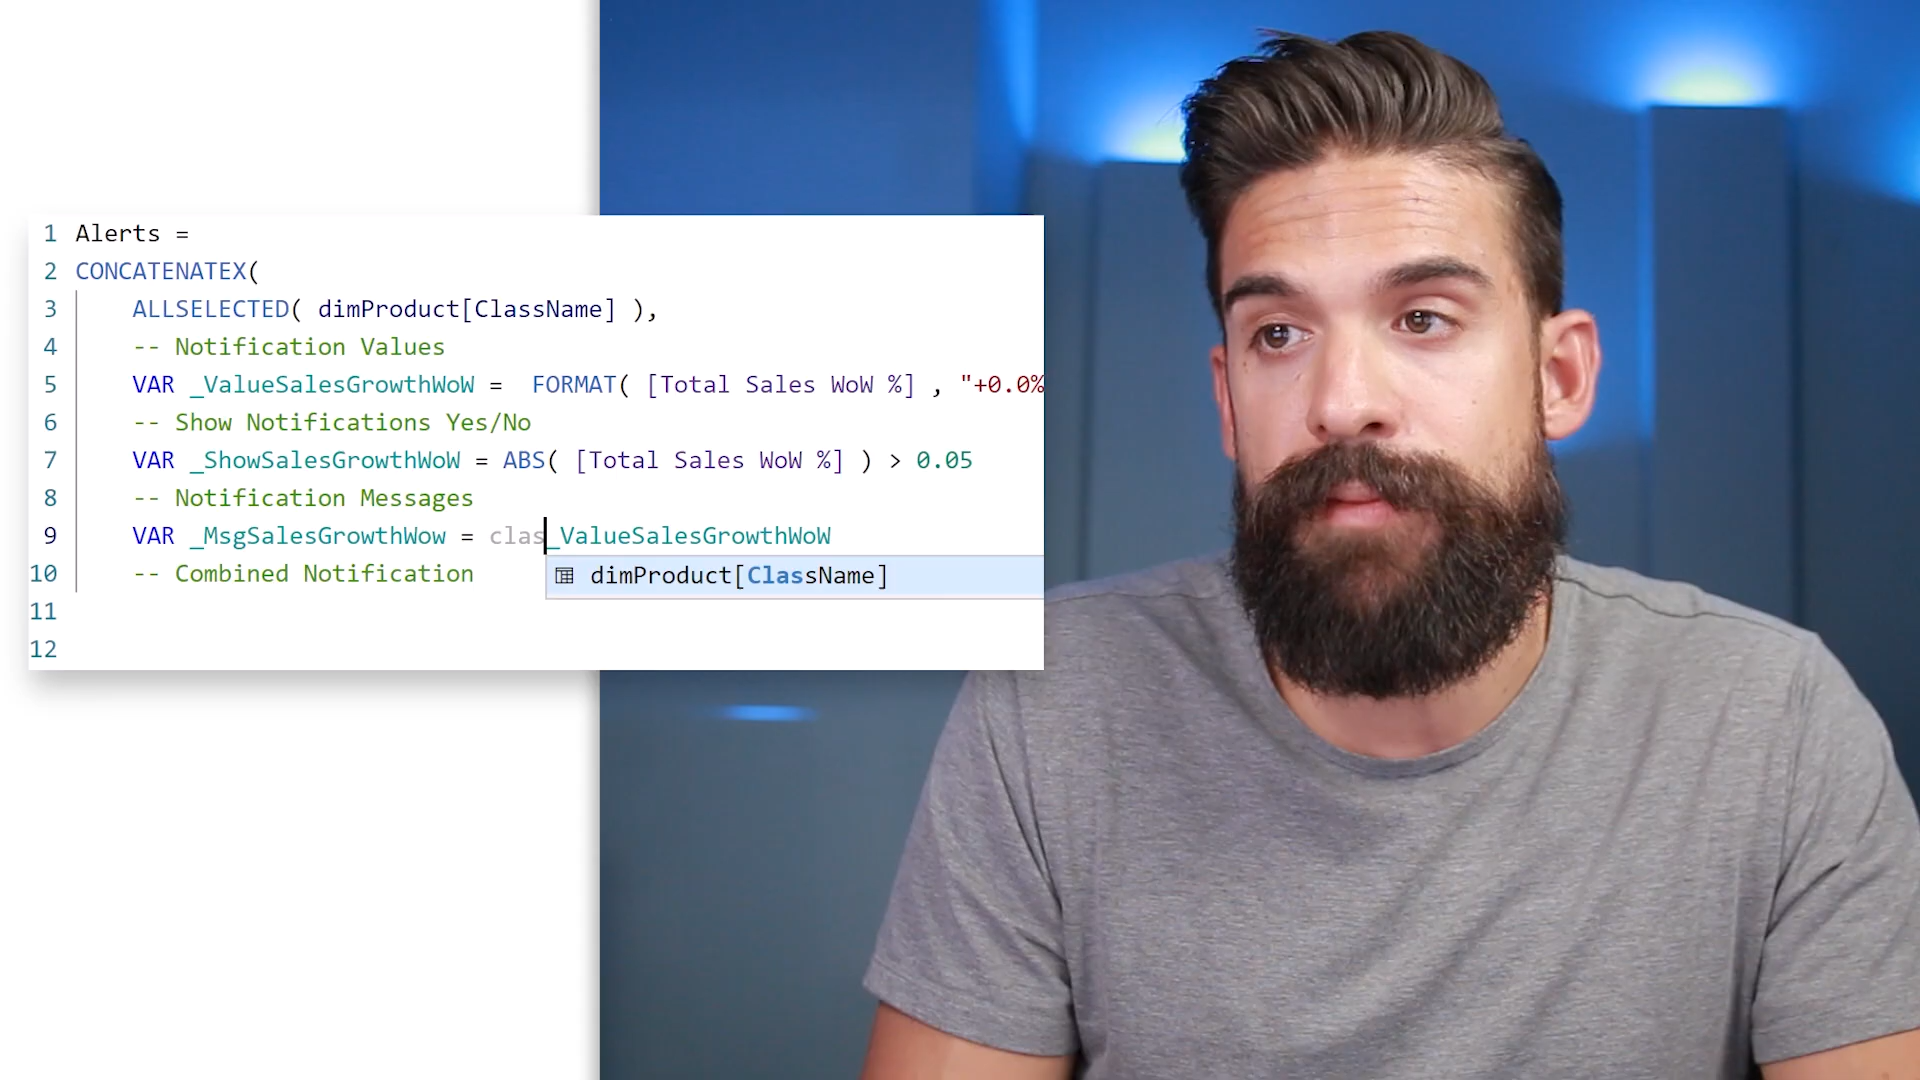 1 Alerts =
2 CONCATENATEX(
3 ALLSELECTED( dimProduct[ClassName] ),
4 -- Notification Values
5 VAR _ValueSalesGrowthWoW = FORMAT( [Total Sales WoW %] , "+0.0%
6 -- Show Notifications Yes/No
7 VAR _ShowSalesGrowthWoW = ABS( [Total Sales WoW %] ) > 0.05
8 -- Notification Messages
9 VAR _MsgSalesGrowthWow = clas_ValueSalesGrowthWoW
10 -- Combined Notification
dimProduct[ClassName]
11
12